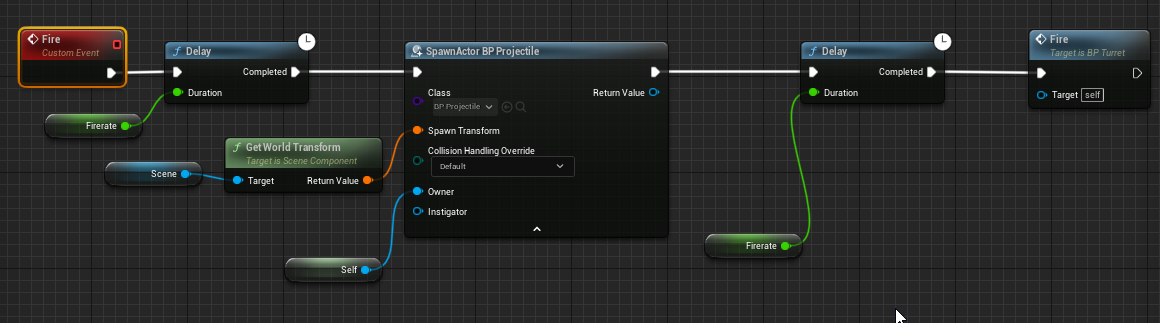 Fire
Custom Event
Delay
Completed
Duration
Firerate
Scene
GetWorld Transform
Target is Scene Component
Target
Return Value
Self
SpawnActor BP Projectile
Class
BP Projectile
Return Value
Spawn Transform
Collision Handling Override
Default
Owner
Instigator
Delay
Completed
Duration
Firerate
Fire
Target is BP Turret
Target
self